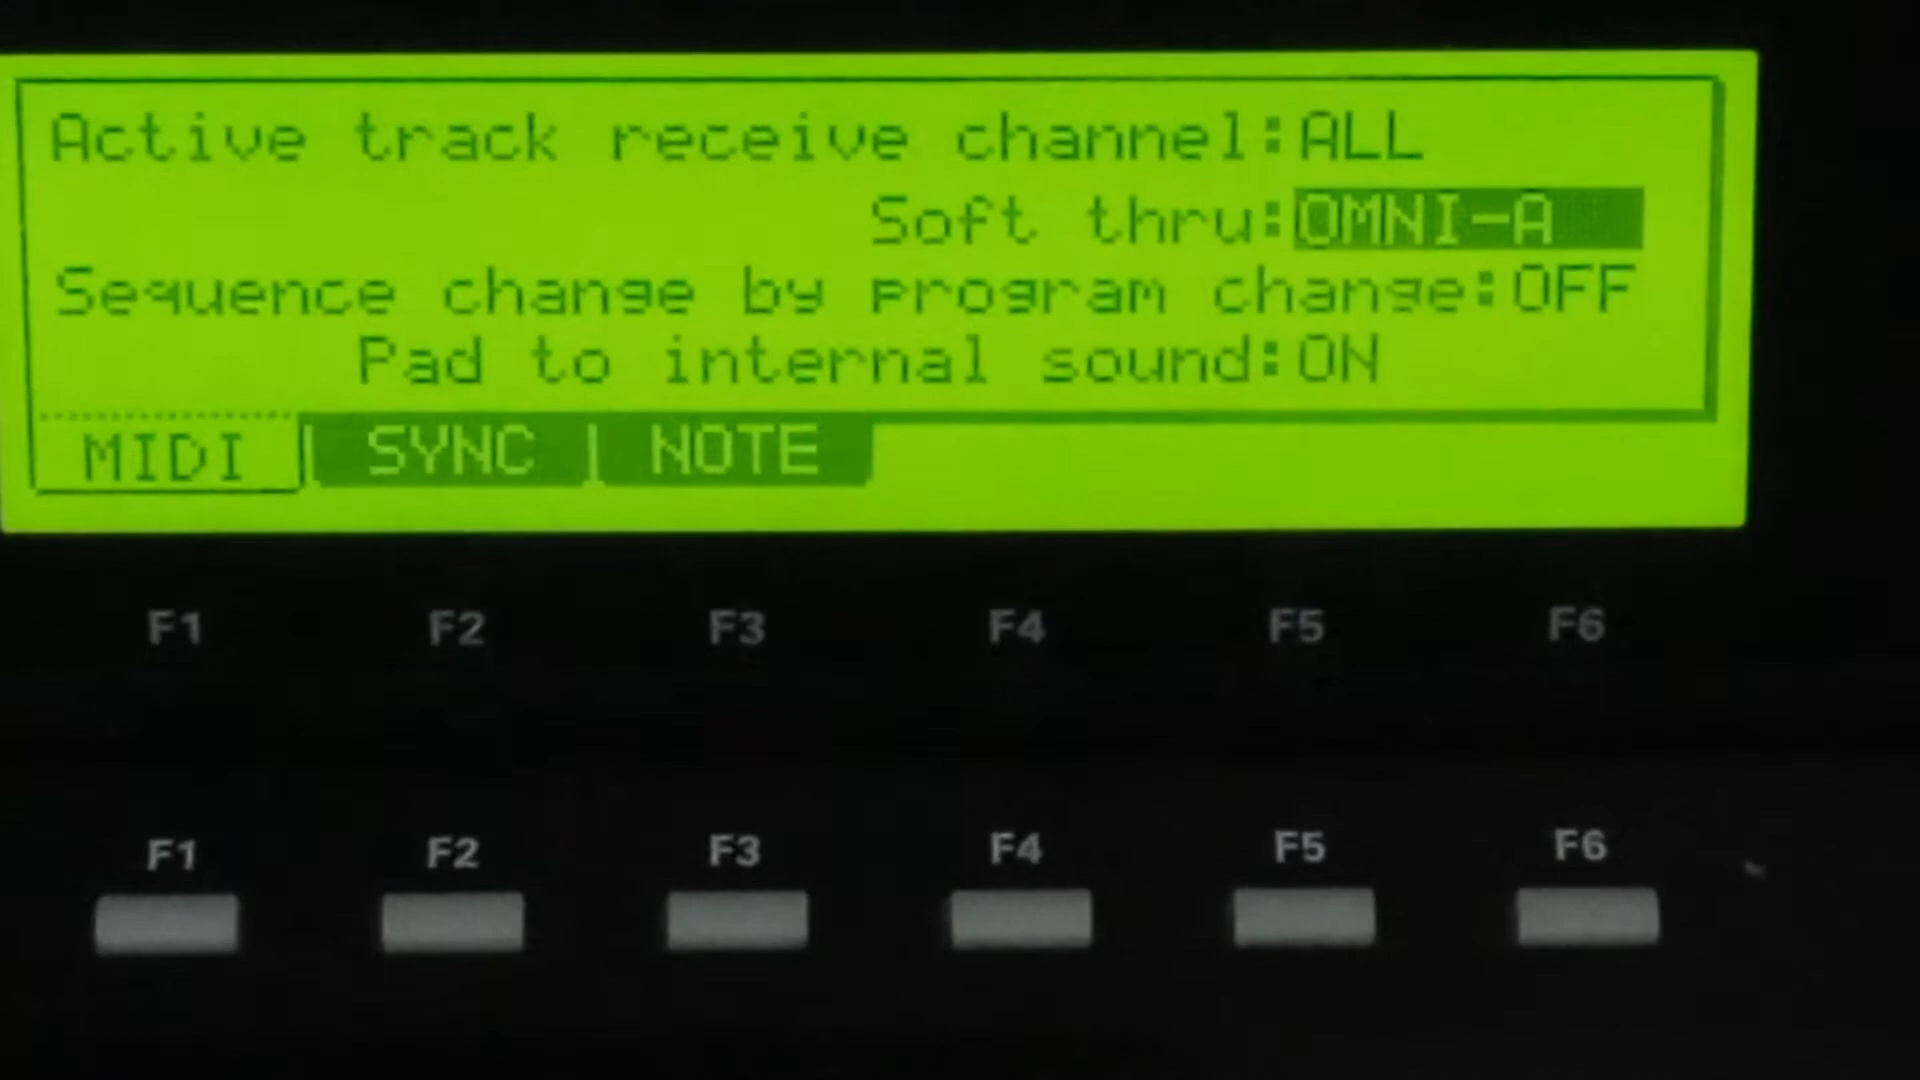 Active track receive channel:ALL
Soft thru:OMNI-A
Sequence change by program change:OFF
Pad to internal sound:ON
MIDI SYNC NOTE
F1 F2 F3 F4 F5 F6
F1 F2 F3 F4 F5 F6